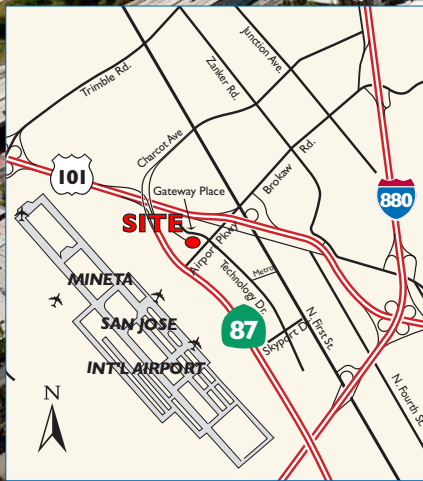 Trimble Rd.
Zanker Rd.
Junction Ave.
Charcot Ave
Brokaw Rd.
101
Gateway Place
880
SITE
Airport Pkwy
MINETA
Technology Dr.
Metro
SAN JOSE
87
Skyport Dr.
N. First St.
INT'L AIRPORT
N. Fourth St.
N